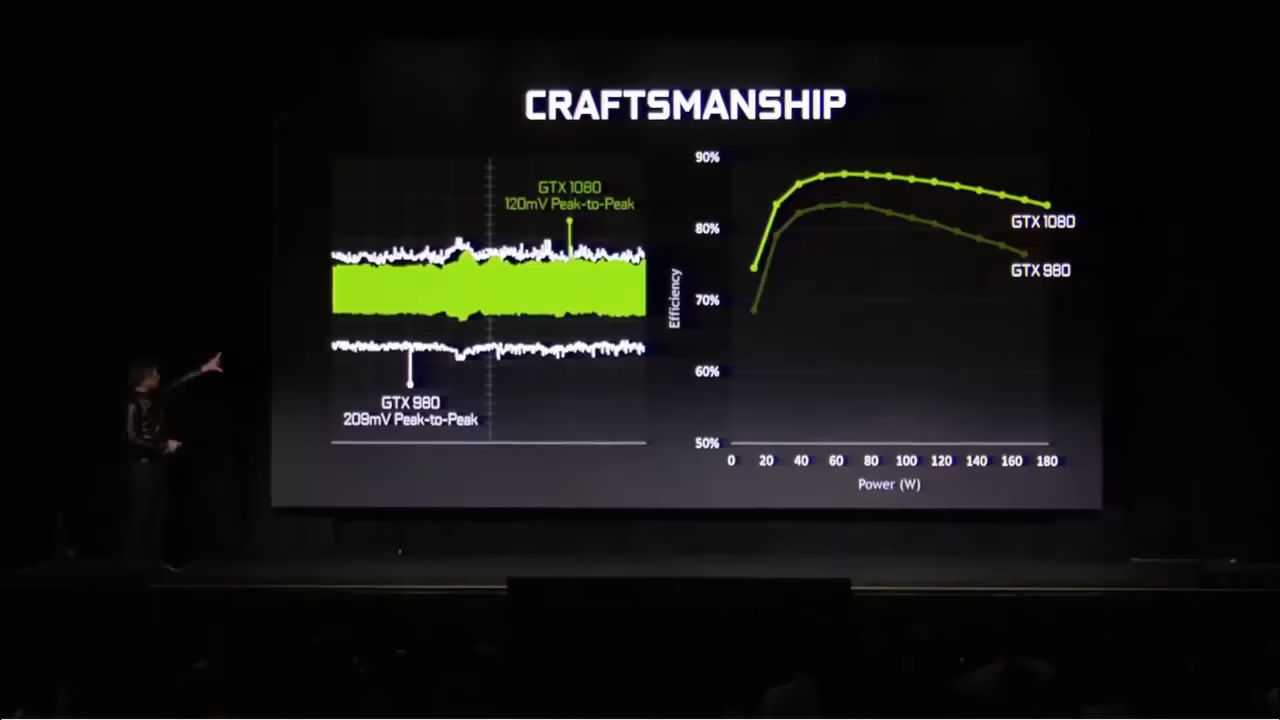 CRAFTSMANSHIP
GTX 1080
120mV Peak-to-Peak
GTX 980
209mV Peak-to-Peak
90%
80%
70%
60%
50%
Efficiency
GTX 1080
GTX 980
0 20 40 60 80 100 120 140 160 180
Power (W)